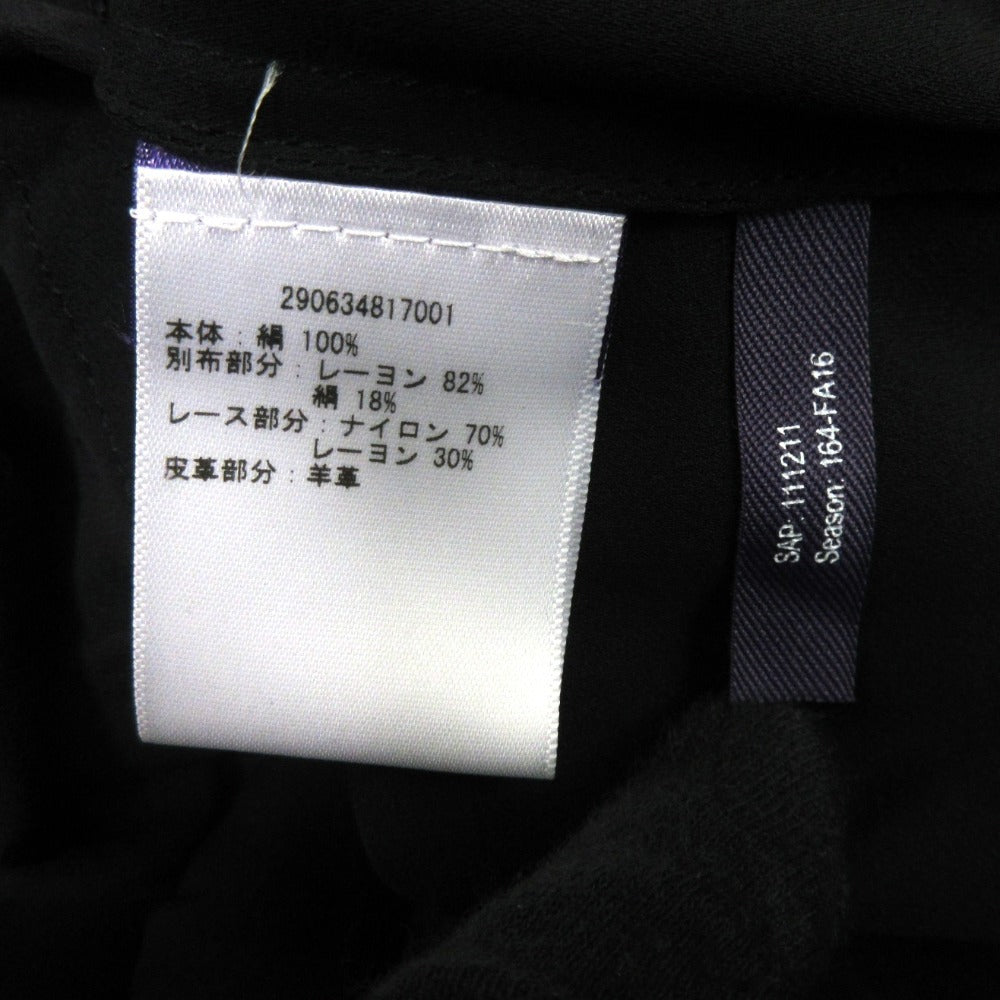 290634817001
本体：絹 100%
別布部分：レーヨン 82%
絹 18%
レース部分：ナイロン 70%
レーヨン 30%
皮革部分：羊革
SAP: 111211
Season: 164-FA16